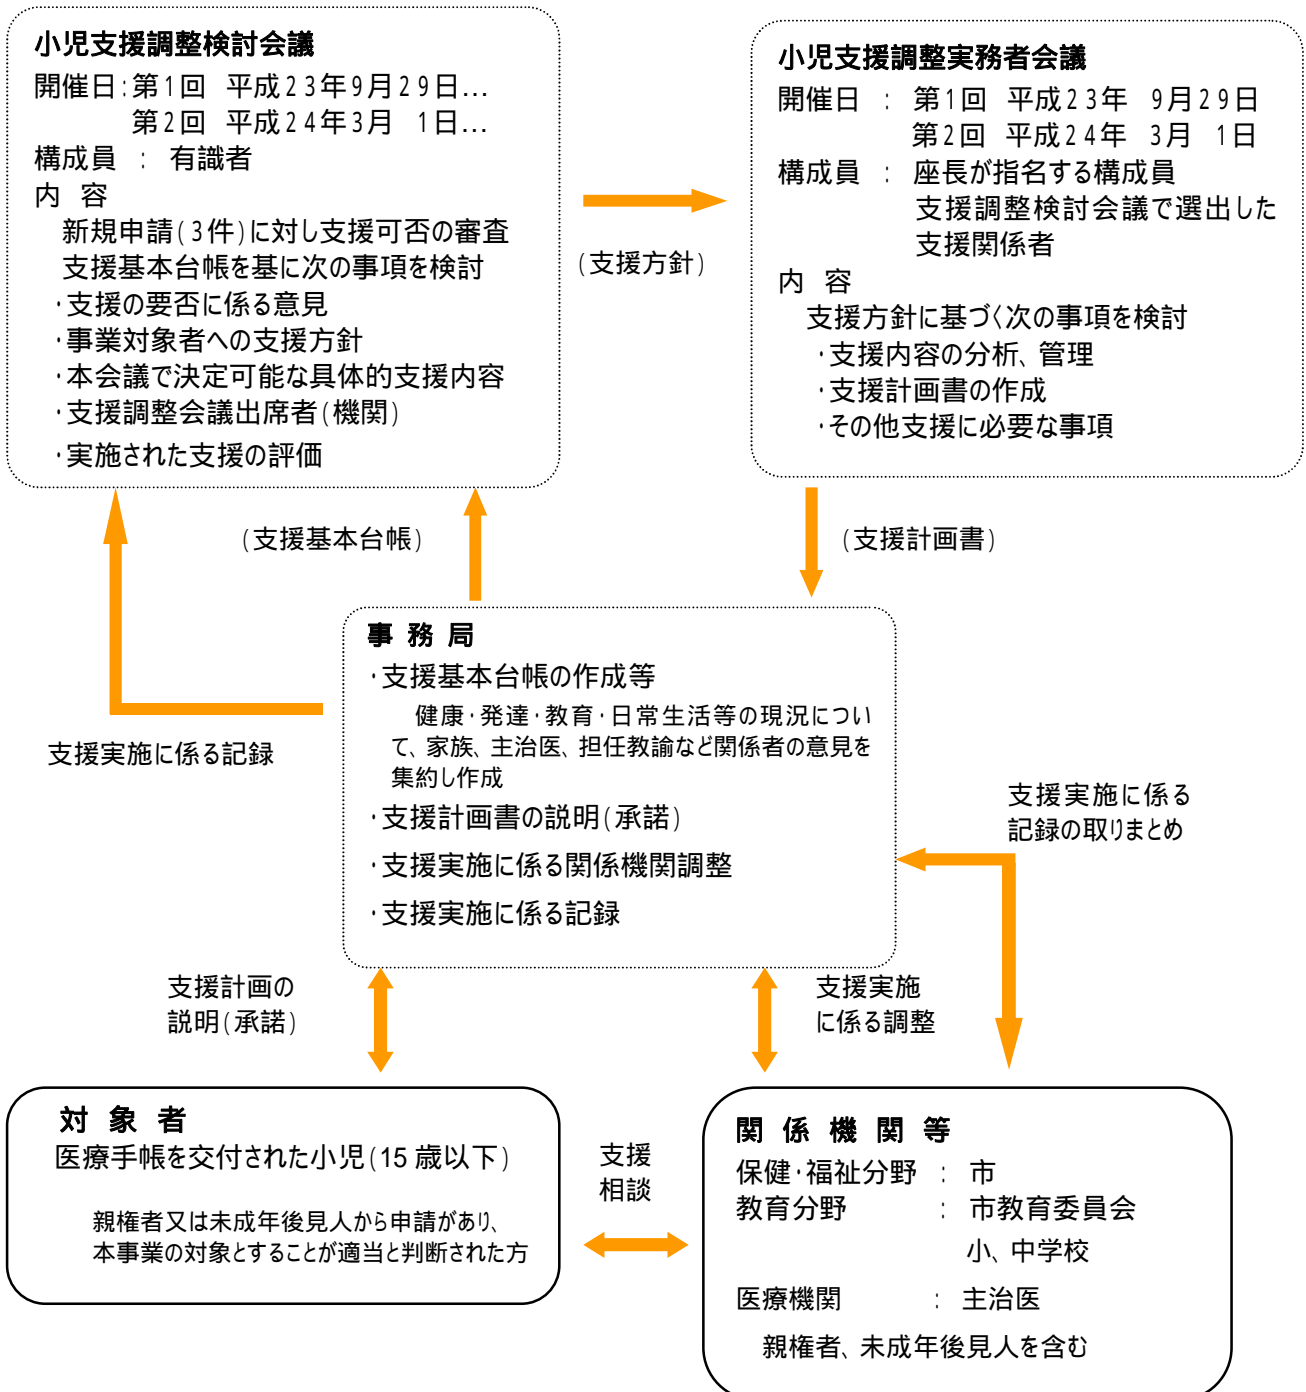 小児支援調整検討会議
開催日:第1回 平成23年9月29日…
第2回 平成24年3月 1日…
構成員 : 有識者
内 容
新規申請(3件)に対し支援可否の審査
支援基本台帳を基に次の事項を検討
・支援の要否に係る意見
・事業対象者への支援方針
・本会議で決定可能な具体的支援内容
・支援調整会議出席者(機関)
・実施された支援の評価
(支援方針)
小児支援調整実務者会議
開催日 : 第1回 平成23年 9月29日
第2回 平成24年 3月 1日
構成員 : 座長が指名する構成員
支援調整検討会議で選出した
支援関係者
内 容
支援方針に基づく次の事項を検討
・支援内容の分析、管理
・支援計画書の作成
・その他支援に必要な事項
(支援基本台帳)
(支援計画書)
事 務 局
・支援基本台帳の作成等
健康・発達・教育・日常生活等の現況につい
て、家族、主治医、担任教諭など関係者の意見を
集約し作成
・支援計画書の説明(承諾)
・支援実施に係る関係機関調整
・支援実施に係る記録
支援実施に係る記録
支援実施に係る
記録の取りまとめ
支援計画の
説明(承諾)
支援実施
に係る調整
対 象 者
医療手帳を交付された小児(15歳以下)
親権者又は未成年後見人から申請があり、
本事業の対象とすることが適当と判断された方
支援
相談
関 係 機 関 等
保健・福祉分野 : 市
教育分野 : 市教育委員会
小、中学校
医療機関 : 主治医
親権者、未成年後見人を含む